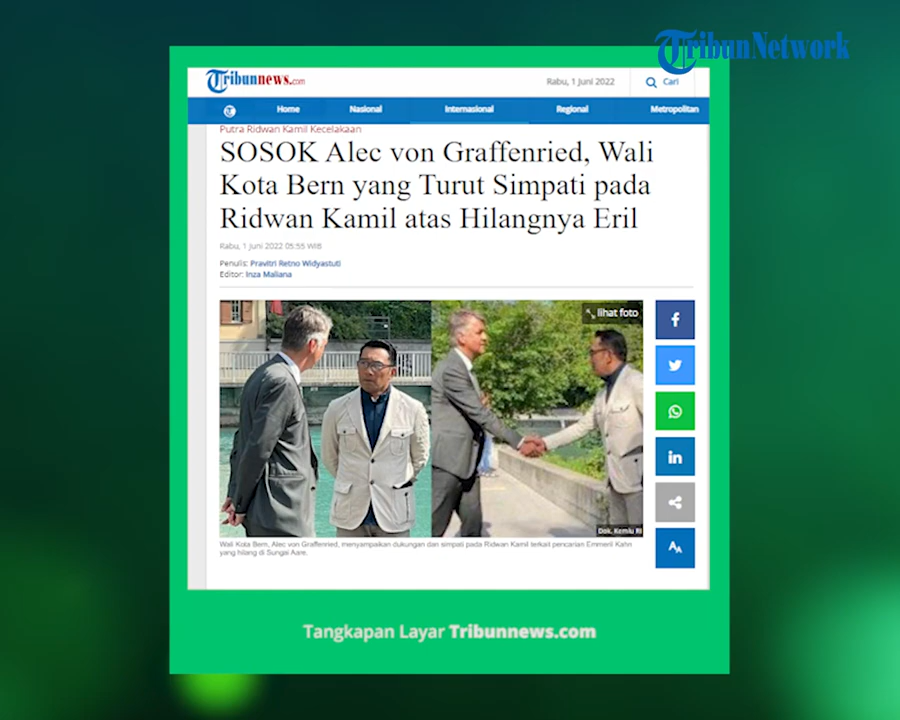 TribunNetwork
Tribunnews.com
Rabu, 1 Juni 2022
Cari
Home
Nasional
Internasional
Regional
Metropolitan
Putra Ridwan Kamil Kecelakaan
SOSOK Alec von Graffenried, Wali
Kota Bern yang Turut Simpati pada
Ridwan Kamil atas Hilangnya Eril
Rabu, 1 Juni 2022 05:55 WIB
Penulis: Pravitri Retno Widyastuti
Editor: Inza Maliana
lihat foto
Dok. Kemlu RI
Wali Kota Bern, Alec von Graffenried, menyampaikan dukungan dan simpati pada Ridwan Kamil terkait pencarian Emmeril Kahn
yang hilang di Sungai Aare.
Tangkapan Layar Tribunnews.com